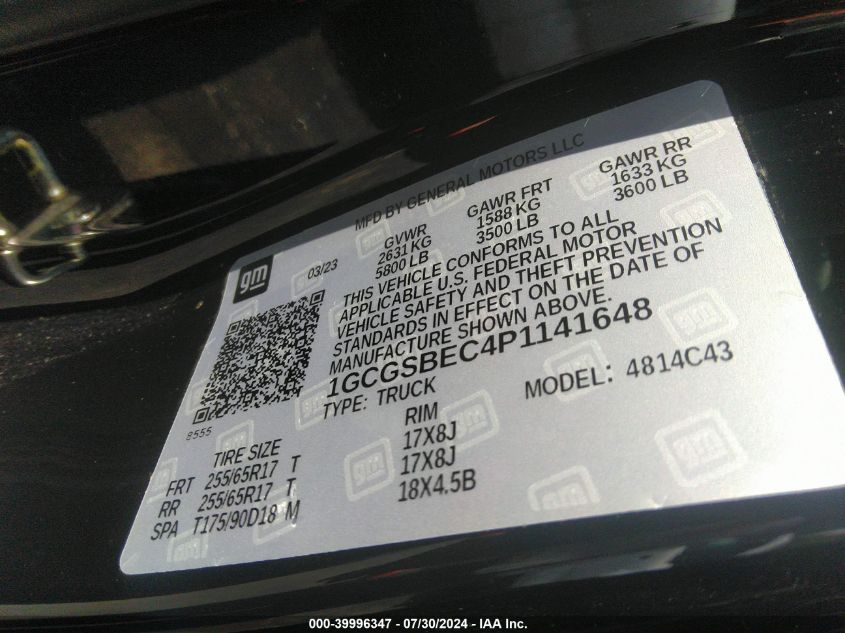 MFD BY GENERAL MOTORS LLC
gm
03/23
GVWR GAWR FRT GAWR RR
2631 KG 1588 KG 1633 KG
5800 LB 3500 LB 3600 LB
THIS VEHICLE CONFORMS TO ALL
APPLICABLE U.S. FEDERAL MOTOR
VEHICLE SAFETY AND THEFT PREVENTION
STANDARDS IN EFFECT ON THE DATE OF
MANUFACTURE SHOWN ABOVE.
1GCGSBEC4P1141648
TYPE: TRUCK MODEL: 4814C43
8555
TIRE SIZE RIM
FRT 255/65R17 T 17X8J
RR 255/65R17 T 17X8J
SPA T175/90D18 M 18X4.5B
000-39996347 - 07/30/2024 - IAA Inc.